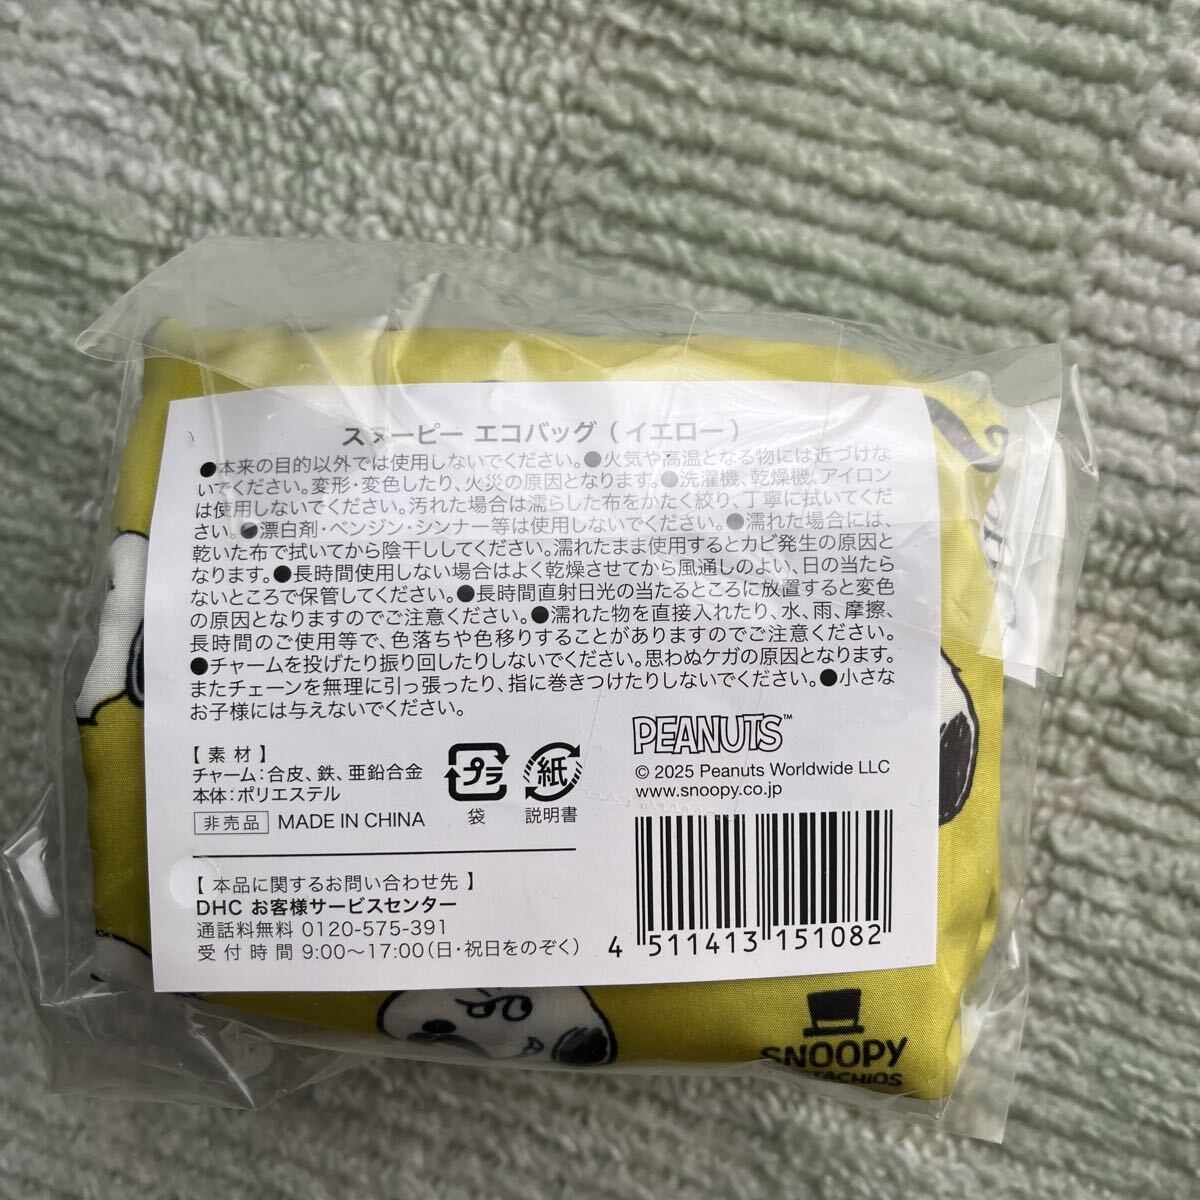 スヌーピー エコバッグ（イエロー）
●本来の目的以外では使用しないでください。●火気や高温となる物には近づけな
いでください。変形・変色したり、火災の原因となります。●洗濯機、乾燥機、アイロン
は使用しないでください。汚れた場合は濡らした布をかたく絞り、丁寧に拭いてくだ
さい。●漂白剤・ベンジン・シンナー等は使用しないでください。●濡れた場合には、
乾いた布で拭いてから陰干ししてください。濡れたまま使用するとカビ発生の原因と
なります。●長時間使用しない場合はよく乾燥させてから風通しのよい、日の当たら
ないところで保管してください。●長時間直射日光の当たるところに放置すると変色
の原因となりますのでご注意ください。●濡れた物を直接入れたり、水、雨、摩擦、
長時間のご使用等で、色落ちや色移りすることがありますのでご注意ください。
●チャームを投げたり振り回したりしないでください。思わぬケガの原因となります。
またチェーンを無理に引っ張ったり、指に巻きつけたりしないでください。●小さな
お子様には与えないでください。
【 素 材 】
チャーム：合皮、鉄、亜鉛合金
本体：ポリエステル
非売品 MADE IN CHINA
プラ
袋
紙
説明書
PEANUTS™
© 2025 Peanuts Worldwide LLC
www.snoopy.co.jp
【 本品に関するお問い合わせ先 】
DHC お客様サービスセンター
通話料無料 0120-575-391
受付時間 9:00～17:00（日・祝日をのぞく）
4 511413 151082
SNOOPY